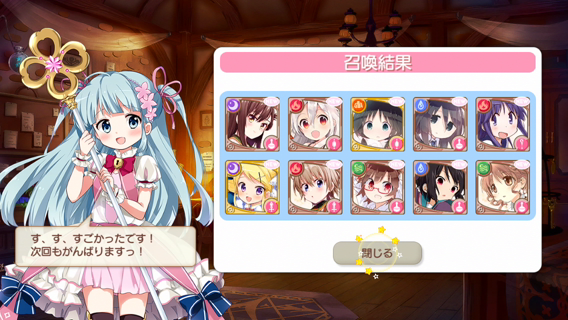 召喚結果
す、す、すごかったです！
次回もがんばりますっ！
閉じる